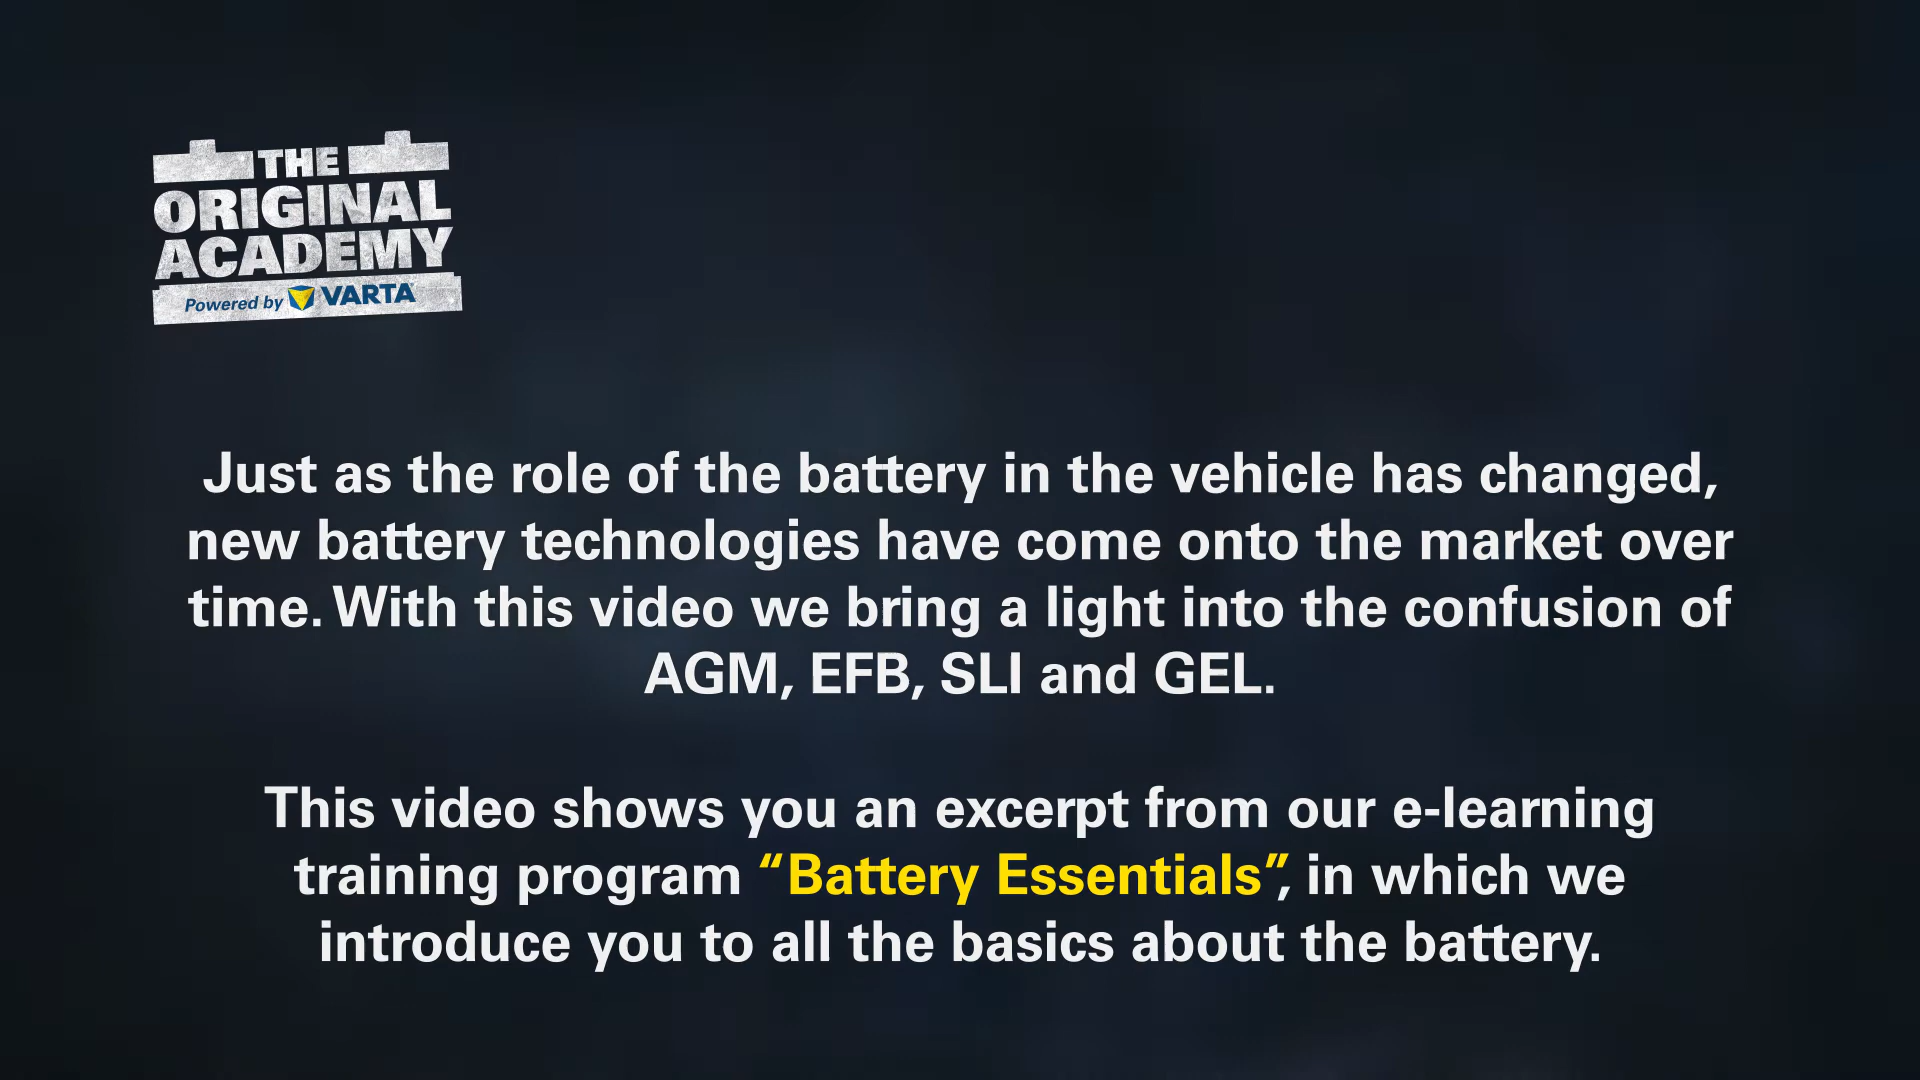 THE
ORIGINAL
ACADEMY
Powered by VARTA
Just as the role of the battery in the vehicle has changed,
new battery technologies have come onto the market over
time. With this video we bring a light into the confusion of
AGM, EFB, SLI and GEL.
This video shows you an excerpt from our e-learning
training program “Battery Essentials”, in which we
introduce you to all the basics about the battery.